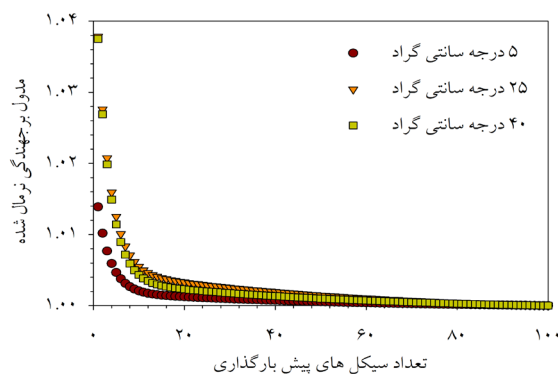 مدول برجهندگی نرمال شده
۱.۰۴
۱.۰۳
۱.۰۲
۱.۰۱
۱.۰۰
۵ درجه سانتی گراد
۲۵ درجه سانتی گراد
۴۰ درجه سانتی گراد
۰ ۲۰ ۴۰ ۶۰ ۸۰ ۱۰۰
تعداد سیکل های پیش بارگذاری